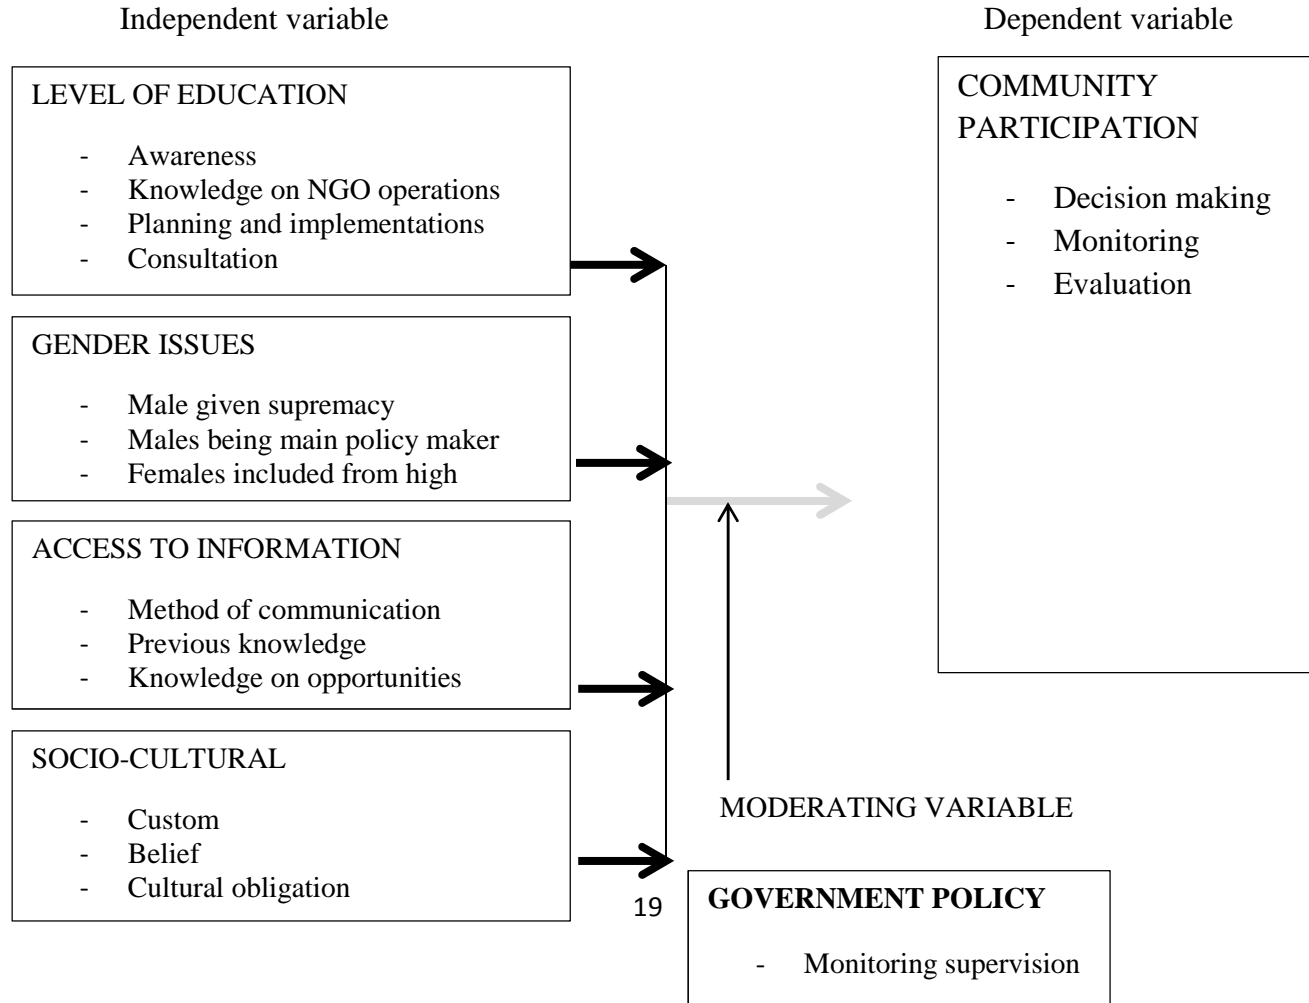 Independent variable
Dependent variable
LEVEL OF EDUCATION
- Awareness
- Knowledge on NGO operations
- Planning and implementations
- Consultation
GENDER ISSUES
- Male given supremacy
- Males being main policy maker
- Females included from high
ACCESS TO INFORMATION
- Method of communication
- Previous knowledge
- Knowledge on opportunities
SOCIO-CULTURAL
- Custom
- Belief
- Cultural obligation
COMMUNITY
PARTICIPATION
- Decision making
- Monitoring
- Evaluation
MODERATING VARIABLE
GOVERNMENT POLICY
- Monitoring supervision
19